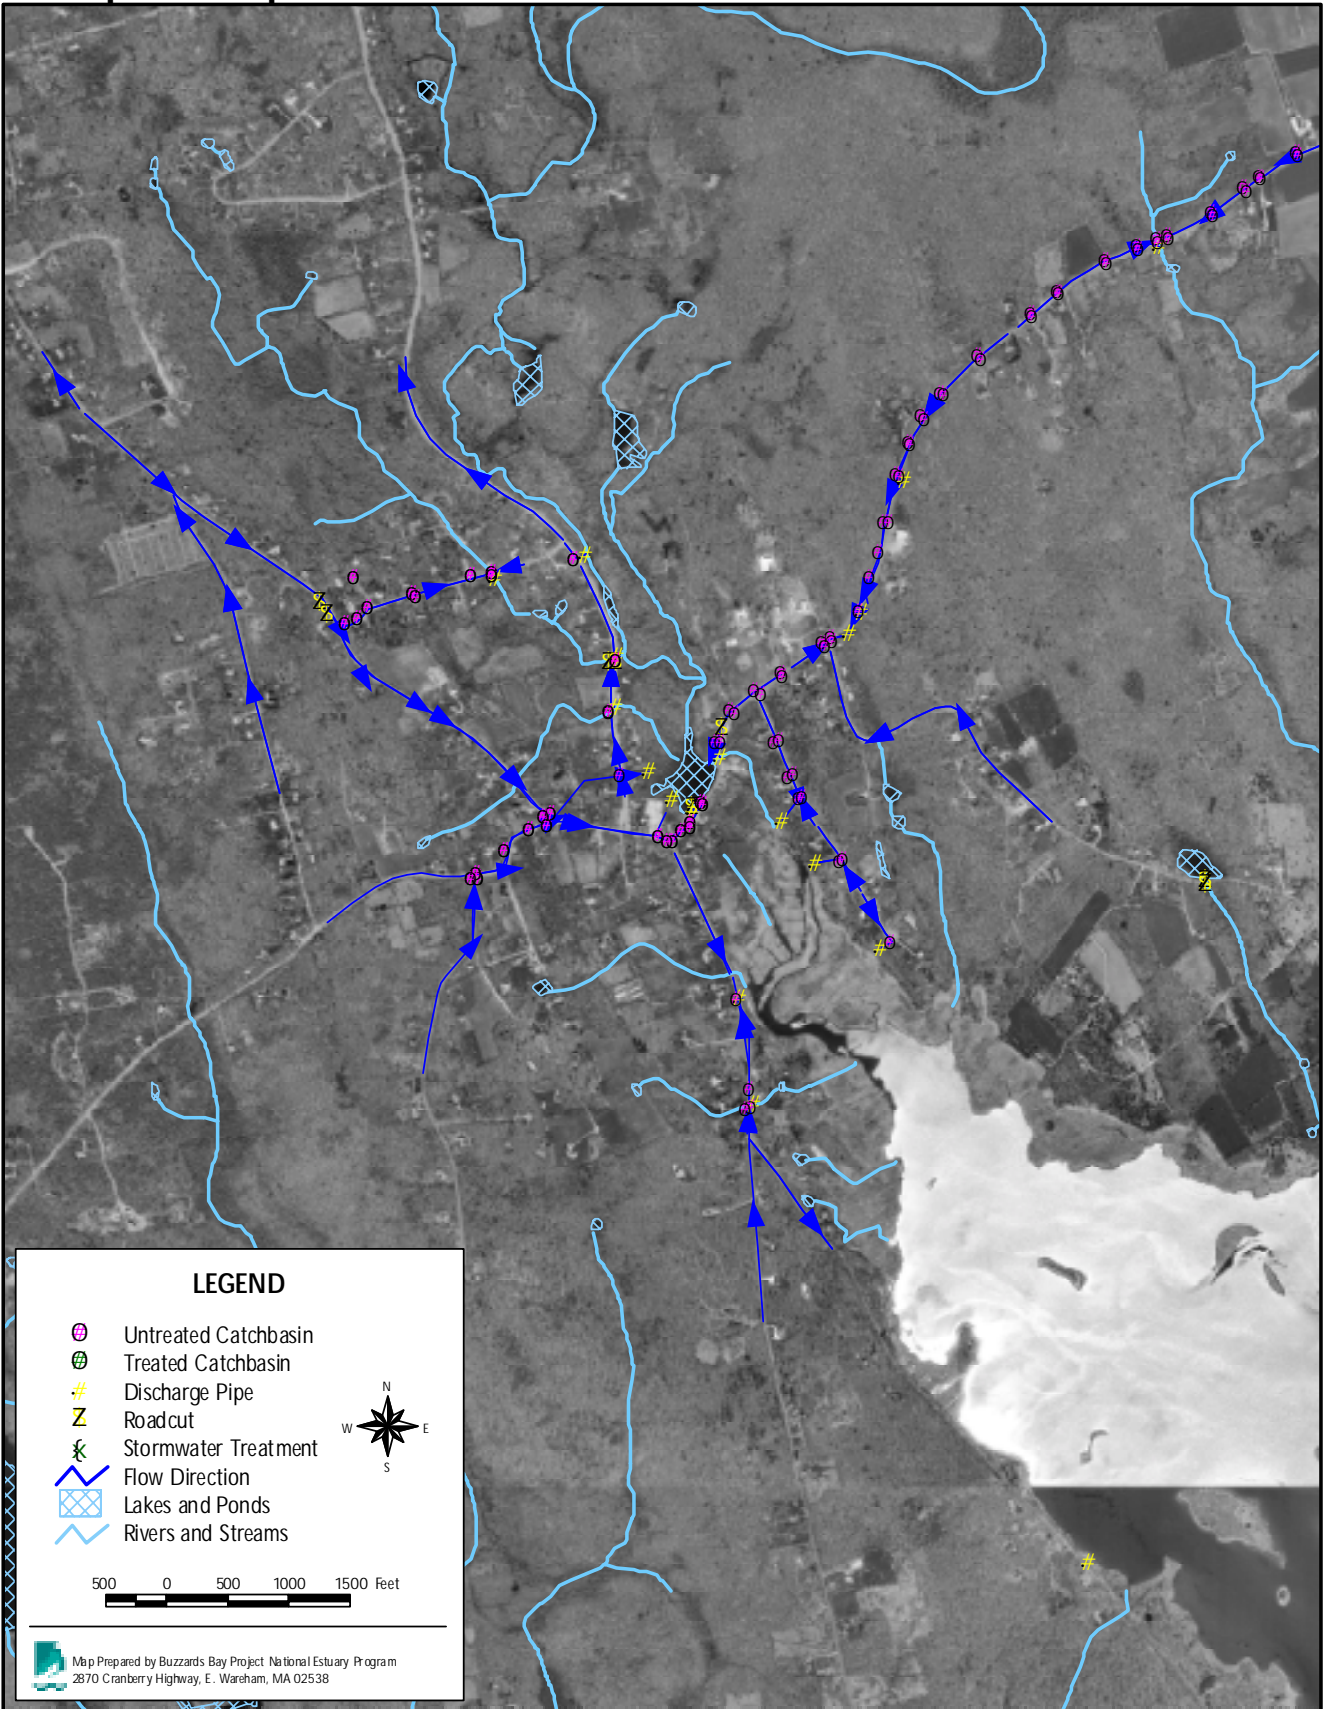 LEGEND
Untreated Catchbasin
Treated Catchbasin
Discharge Pipe
Roadcut
Stormwater Treatment
Flow Direction
Lakes and Ponds
Rivers and Streams
N
W E
S
500 0 500 1000 1500 Feet
Map Prepared by Buzzards Bay Project National Estuary Program
2870 Cranberry Highway, E. Wareham, MA 02538